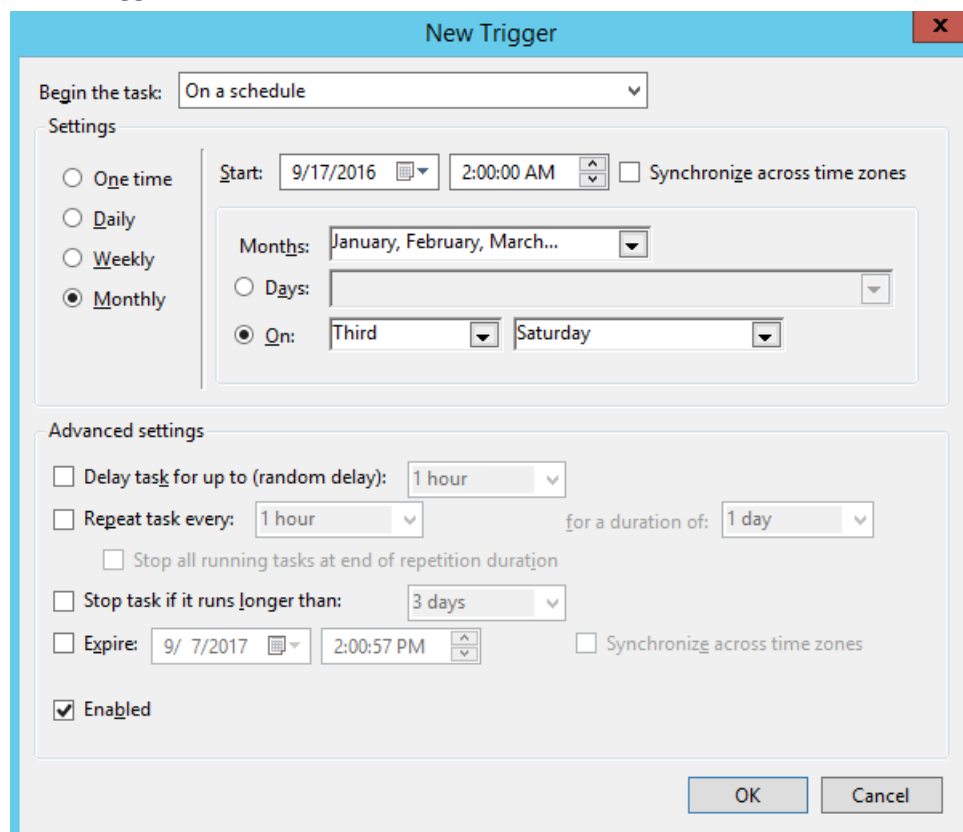 New Trigger
x
Begin the task: On a schedule
Settings
One time
Start: 9/17/2016 2:00:00 AM Synchronize across time zones
Daily
Months: January, February, March...
Weekly
Days:
Monthly
On: Third Saturday
Advanced settings
Delay task for up to (random delay): 1 hour
Repeat task every: 1 hour for a duration of: 1 day
Stop all running tasks at end of repetition duration
Stop task if it runs longer than: 3 days
Expire: 9/ 7/2017 2:00:57 PM Synchronize across time zones
Enabled
OK Cancel